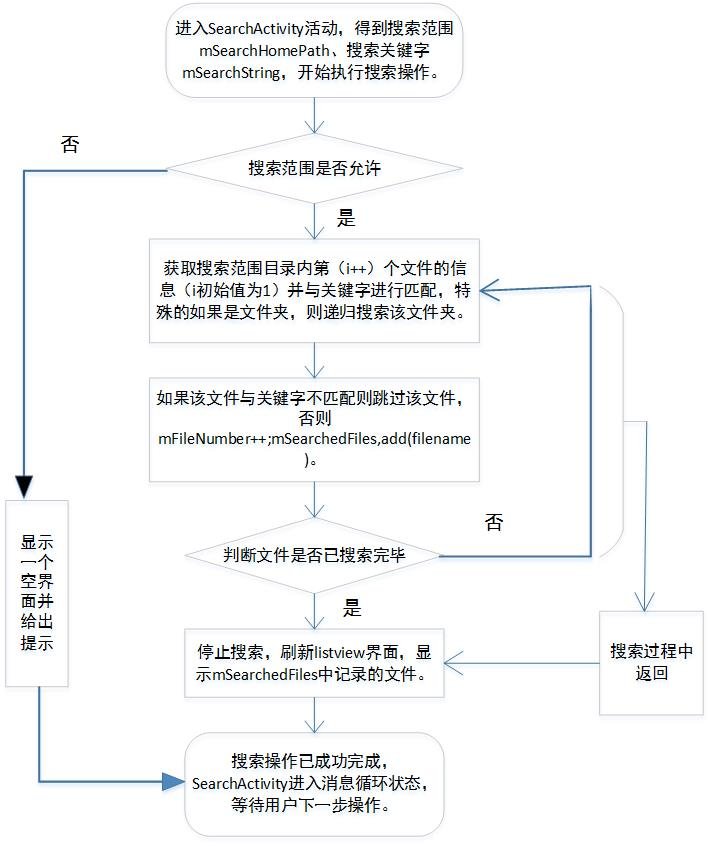 进入SearchActivity活动，得到搜索范围
mSearchHomePath、搜索关键字
mSearchString，开始执行搜索操作。
否
搜索范围是否允许
是
获取搜索范围目录内第（i++）个文件的信
息（i初始值为1）并与关键字进行匹配，特
殊的如果是文件夹，则递归搜索该文件夹。
如果该文件与关键字不匹配则跳过该文件，
否则
mFileNumber++;mSearchedFiles,add(filename
)。
否
判断文件是否已搜索完毕
显示
一个
空界
面并
给出
提示
是
停止搜索，刷新listview界面，显
示mSearchedFiles中记录的文件。
搜索过程中
返回
搜索操作已成功完成，
SearchActivity进入消息循环状态，
等待用户下一步操作。